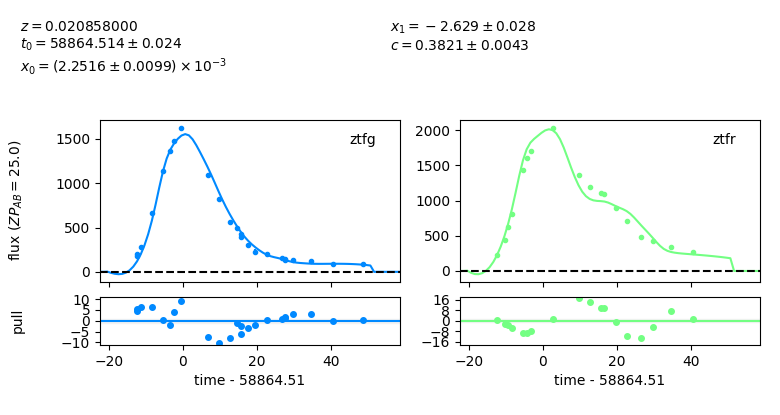 z = 0.020858000
t₀ = 58864.514 ± 0.024
x₀ = (2.2516 ± 0.0099) × 10⁻³
x₁ = −2.629 ± 0.028
c = 0.3821 ± 0.0043
flux (ZP_AB = 25.0)
1500
1000
500
0
ztfg
2000
1500
1000
500
0
ztfr
pull
10
5
0
−5
−10
−20
0
20
40
time - 58864.51
16
8
0
−8
−16
−20
0
20
40
time - 58864.51